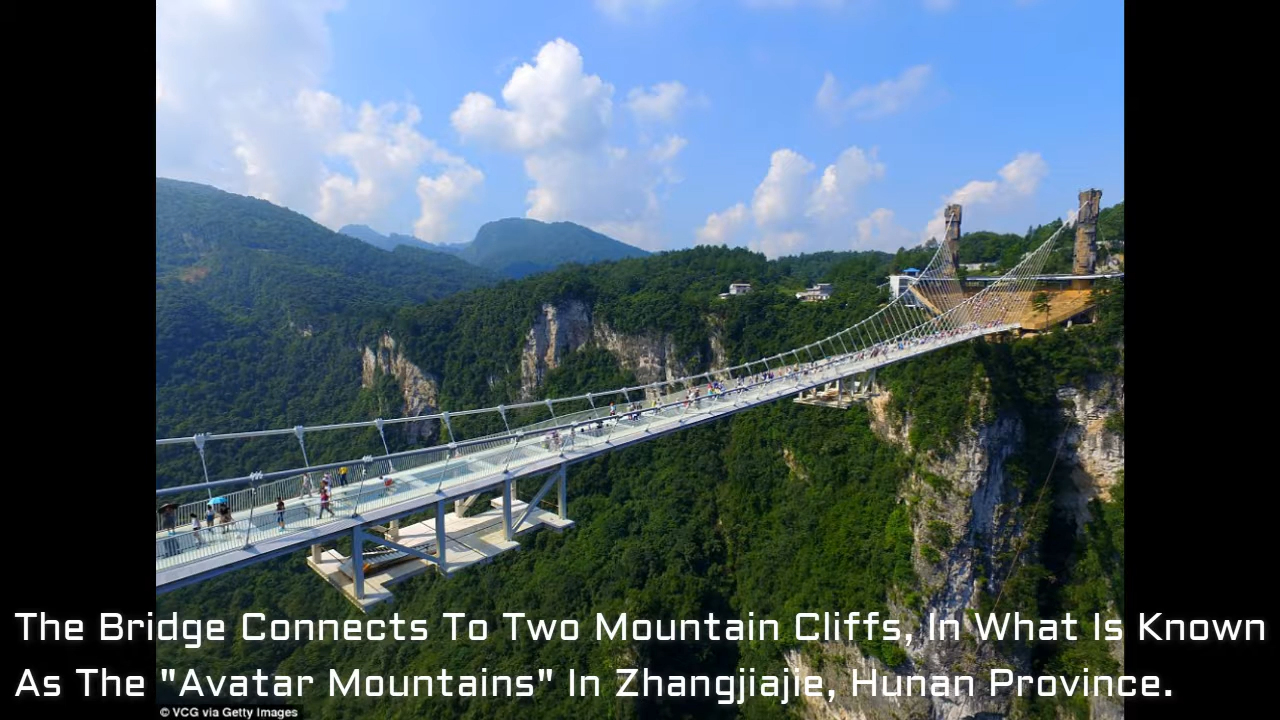 The Bridge Connects To Two Mountain Cliffs, In What Is Known
As The "Avatar Mountains" In Zhangjiajie, Hunan Province.
© VCG via Getty Images